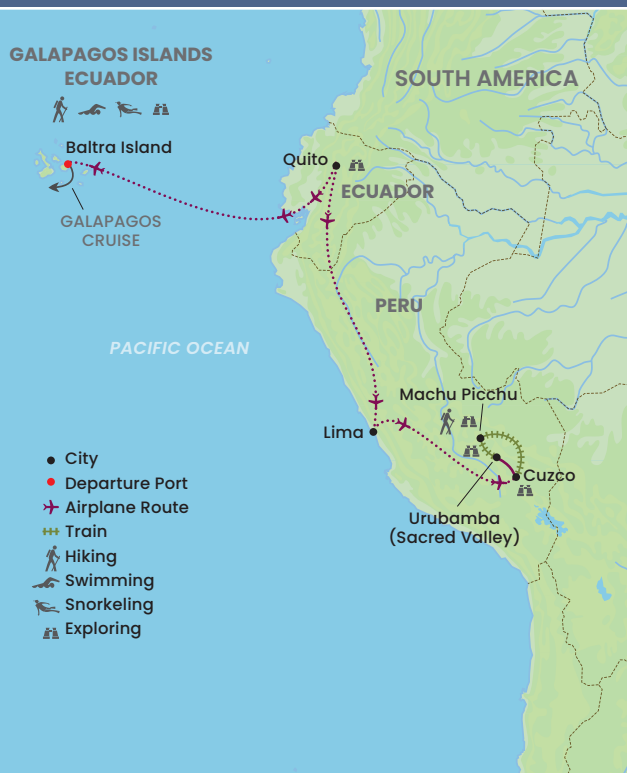 GALAPAGOS ISLANDS
ECUADOR
SOUTH AMERICA
Baltra Island
Quito
ECUADOR
GALAPAGOS
CRUISE
PERU
PACIFIC OCEAN
Machu Picchu
Lima
Cuzco
Urubamba
(Sacred Valley)
City
Departure Port
Airplane Route
Train
Hiking
Swimming
Snorkeling
Exploring